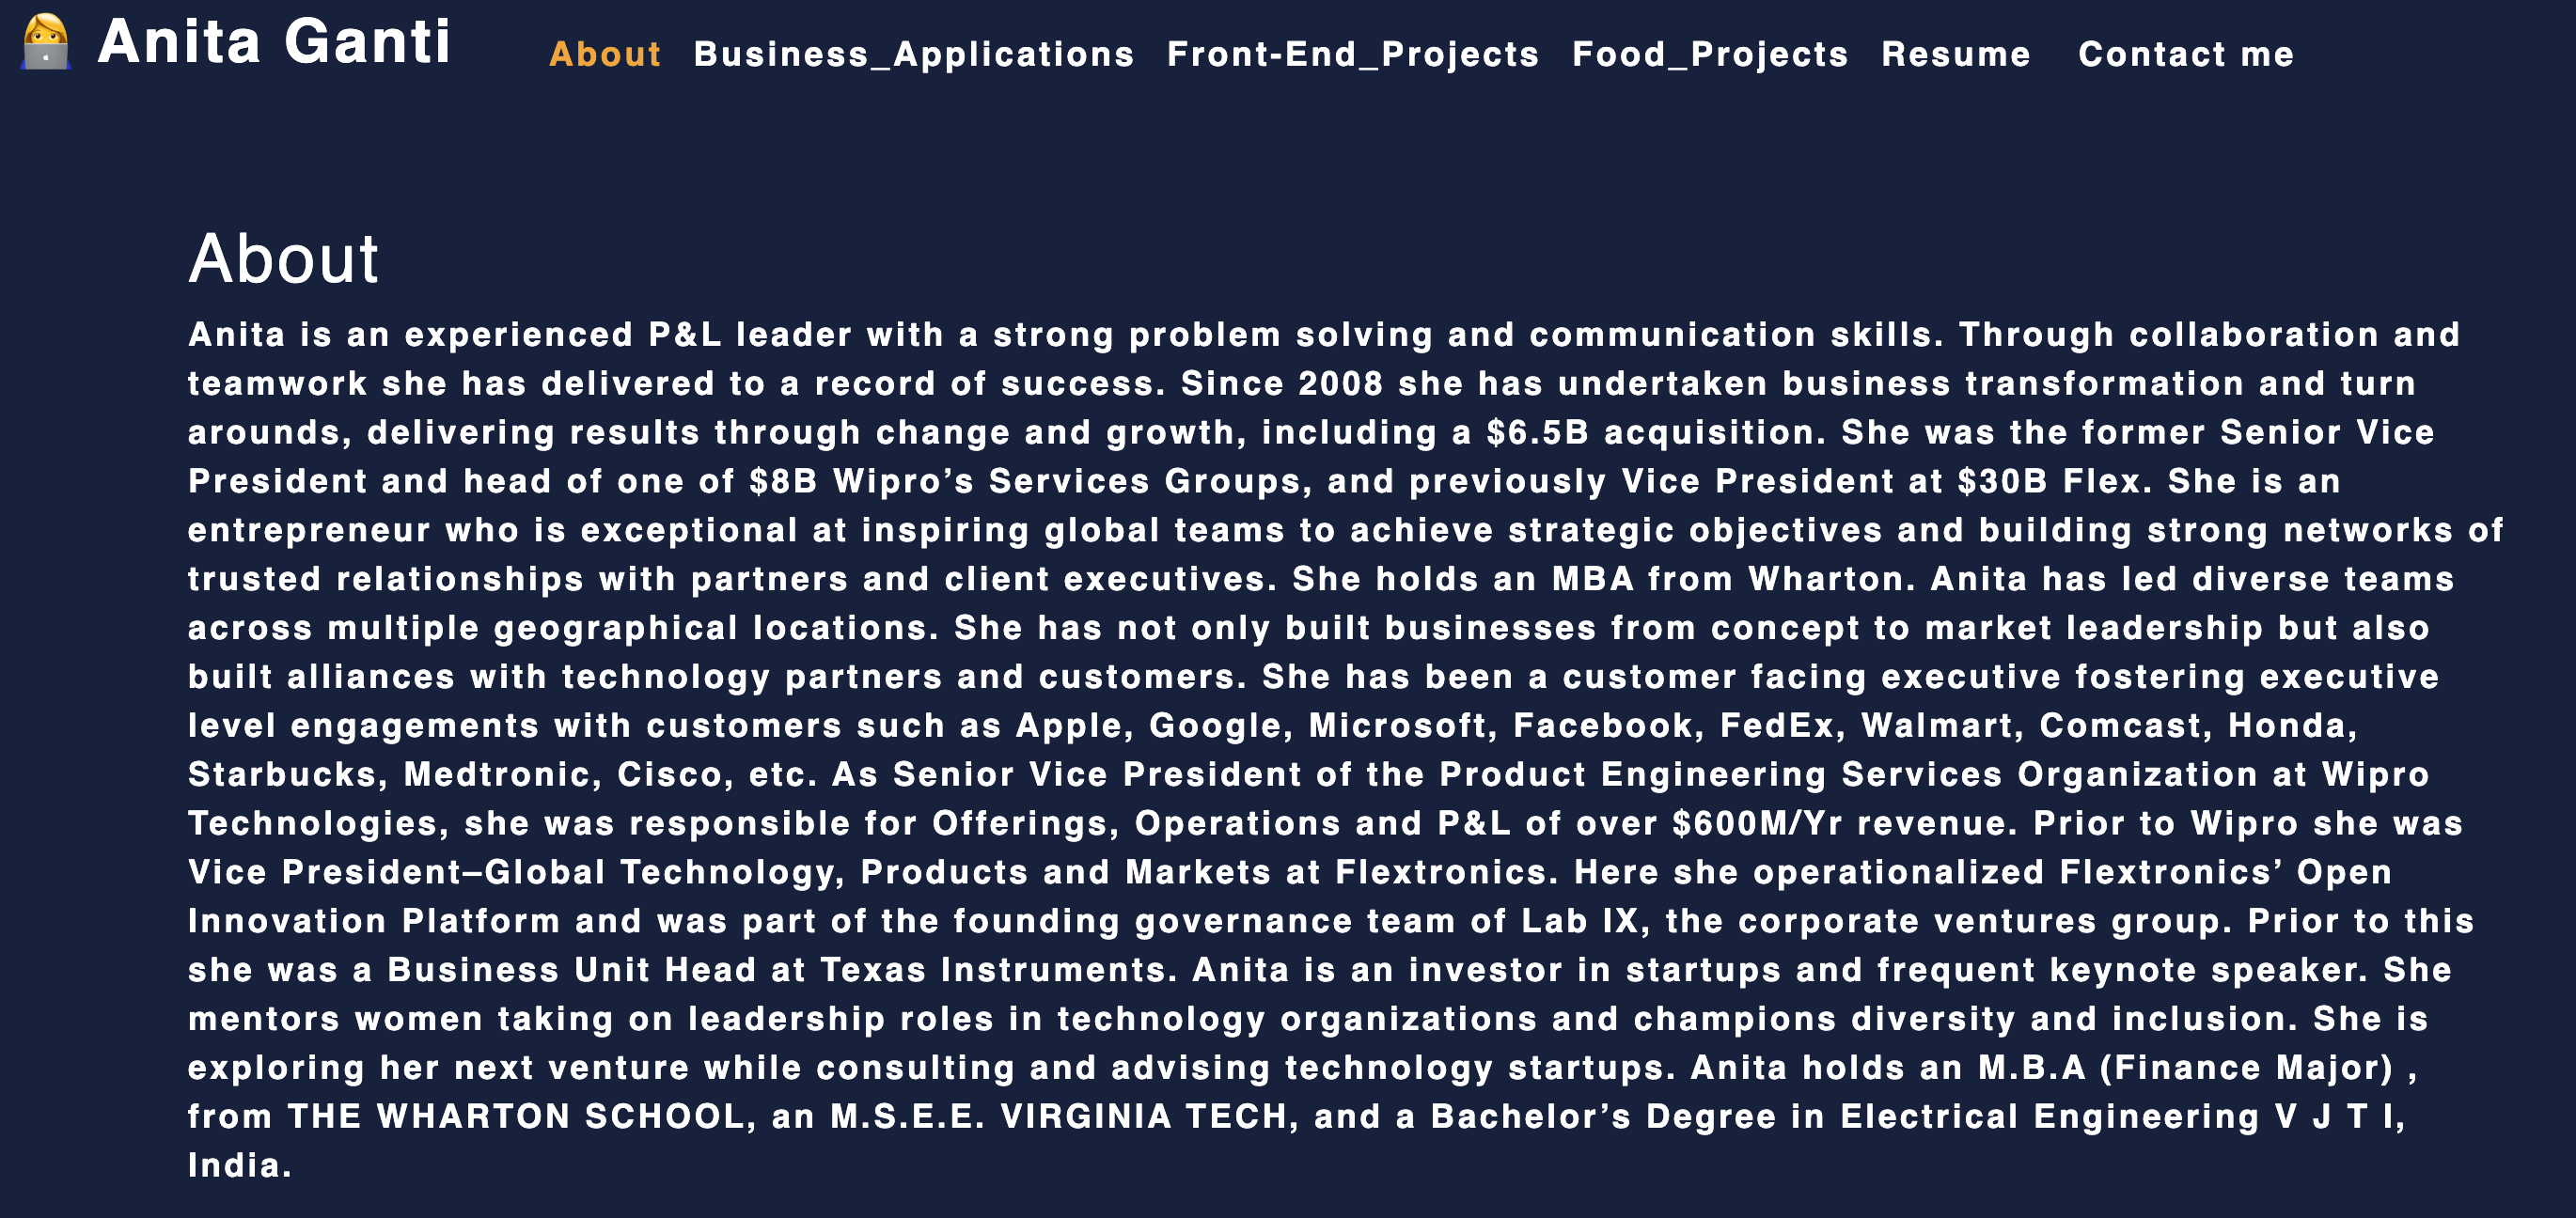 Anita Ganti
About Business_Applications Front-End_Projects Food_Projects Resume Contact me
About
Anita is an experienced P&L leader with a strong problem solving and communication skills. Through collaboration and
teamwork she has delivered to a record of success. Since 2008 she has undertaken business transformation and turn
arounds, delivering results through change and growth, including a $6.5B acquisition. She was the former Senior Vice
President and head of one of $8B Wipro’s Services Groups, and previously Vice President at $30B Flex. She is an
entrepreneur who is exceptional at inspiring global teams to achieve strategic objectives and building strong networks of
trusted relationships with partners and client executives. She holds an MBA from Wharton. Anita has led diverse teams
across multiple geographical locations. She has not only built businesses from concept to market leadership but also
built alliances with technology partners and customers. She has been a customer facing executive fostering executive
level engagements with customers such as Apple, Google, Microsoft, Facebook, FedEx, Walmart, Comcast, Honda,
Starbucks, Medtronic, Cisco, etc. As Senior Vice President of the Product Engineering Services Organization at Wipro
Technologies, she was responsible for Offerings, Operations and P&L of over $600M/Yr revenue. Prior to Wipro she was
Vice President–Global Technology, Products and Markets at Flextronics. Here she operationalized Flextronics’ Open
Innovation Platform and was part of the founding governance team of Lab IX, the corporate ventures group. Prior to this
she was a Business Unit Head at Texas Instruments. Anita is an investor in startups and frequent keynote speaker. She
mentors women taking on leadership roles in technology organizations and champions diversity and inclusion. She is
exploring her next venture while consulting and advising technology startups. Anita holds an M.B.A (Finance Major) ,
from THE WHARTON SCHOOL, an M.S.E.E. VIRGINIA TECH, and a Bachelor’s Degree in Electrical Engineering V J T I,
India.